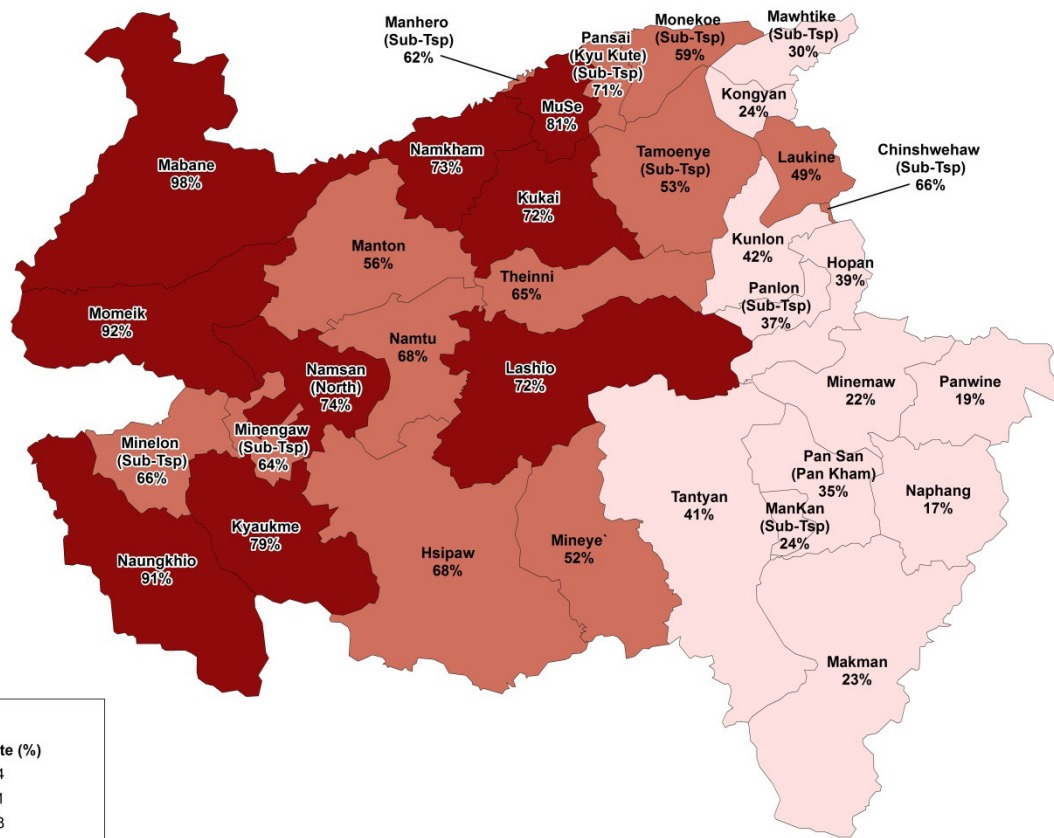 Manhero
(Sub-Tsp)
62%
Pansai
(Kyu Kute)
(Sub-Tsp)
71%
Monekoe
(Sub-Tsp)
59%
Mawhtike
(Sub-Tsp)
30%
Kongyan
24%
MuSe
81%
Namkham
73%
Mabane
98%
Kukai
72%
Tamoenye
(Sub-Tsp)
53%
Laukine
49%
Chinshwehaw
(Sub-Tsp)
66%
Manton
56%
Theinni
65%
Kunlon
42%
Hopan
39%
Panlon
(Sub-Tsp)
37%
Momeik
92%
Namtu
68%
Namsan
(North)
74%
Lashio
72%
Minemaw
22%
Panwine
19%
Minelon
(Sub-Tsp)
66%
Minengaw
(Sub-Tsp)
64%
Pan San
(Pan Kham)
35%
Naphang
17%
Tantyan
41%
ManKan
(Sub-Tsp)
24%
Kyaukme
79%
Naungkhio
91%
Hsipaw
68%
Mineye`
52%
Makman
23%
(%)